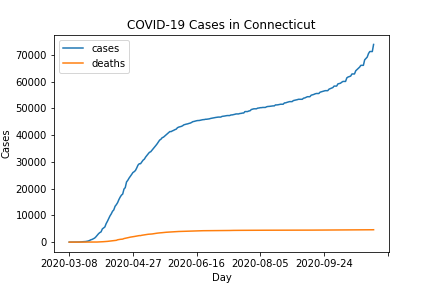 COVID-19 Cases in Connecticut
cases
deaths
70000
60000
50000
40000
30000
20000
10000
0
Cases
2020-03-08 2020-04-27 2020-06-16 2020-08-05 2020-09-24
Day